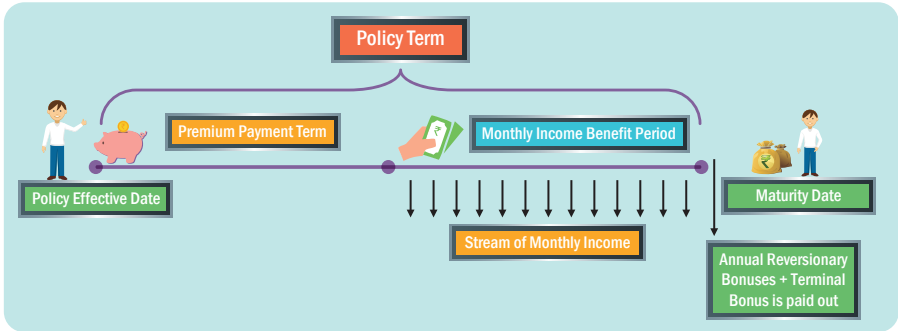 Policy Term
Premium Payment Term
Monthly Income Benefit Period
₹
₹
Policy Effective Date
Maturity Date
Stream of Monthly Income
Annual Reversionary
Bonuses + Terminal
Bonus is paid out